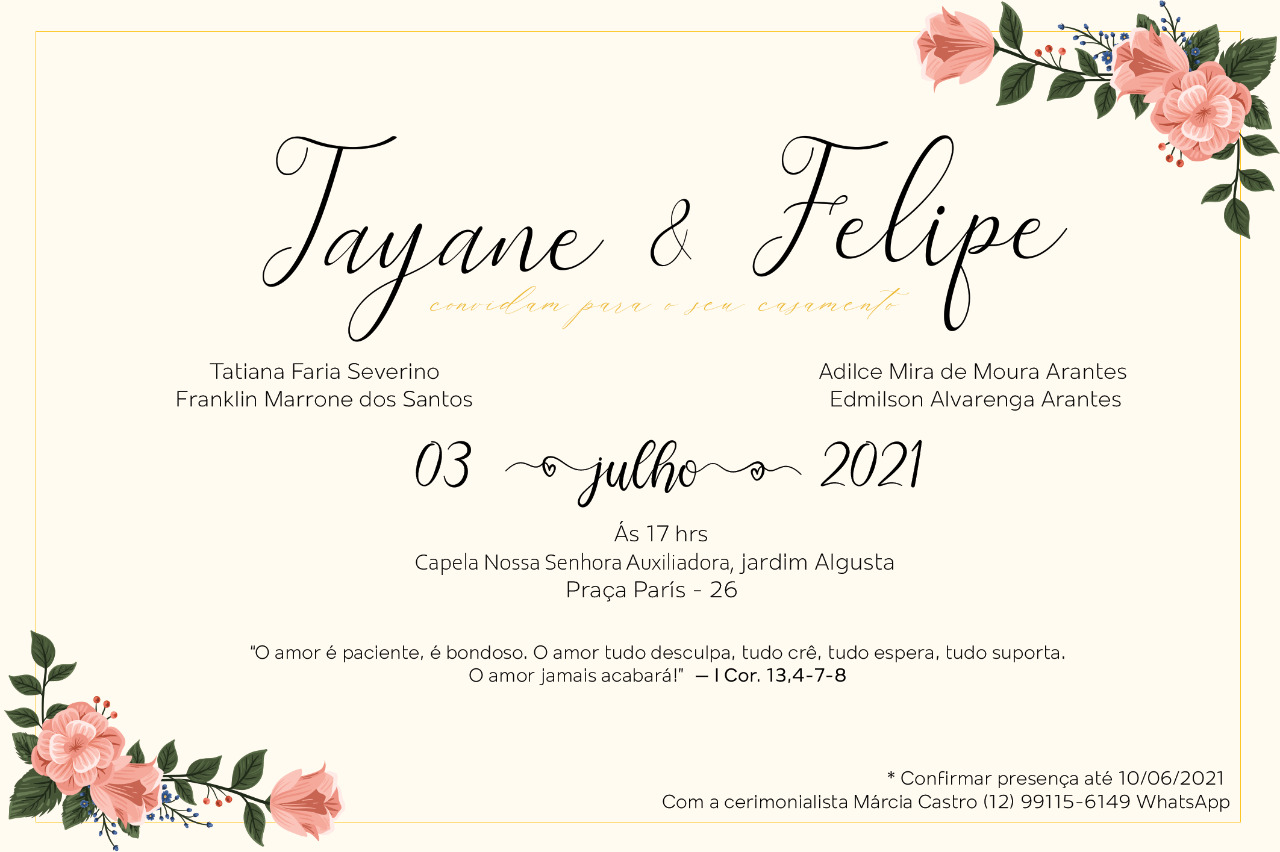 Tayane & Felipe
convidam para o seu casamento
Tatiana Faria Severino
Franklin Marrone dos Santos
Adilce Mira de Moura Arantes
Edmilson Alvarenga Arantes
03 julho 2021
Ás 17 hrs
Capela Nossa Senhora Auxiliadora, jardim Algusta
Praça París - 26
"O amor é paciente, é bondoso. O amor tudo desculpa, tudo crê, tudo espera, tudo suporta.
O amor jamais acabará!" — I Cor. 13,4-7-8
* Confirmar presença até 10/06/2021
Com a cerimonialista Márcia Castro (12) 99115-6149 WhatsApp